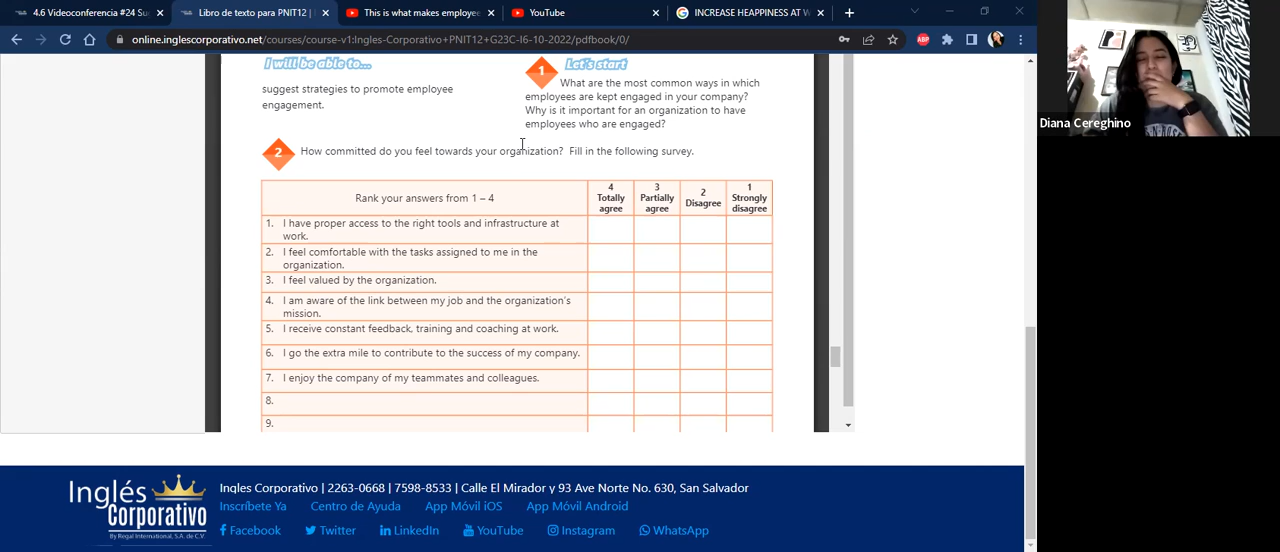 4.6 Videoconferencia #24 Su
Libro de texto para PNIT12 |
This is what makes employee
YouTube
INCREASE HEAPPINESS AT W
online.inglescorporativo.net/courses/course-v1:Ingles-Corporativo+PNIT12+G23C-I6-10-2022/pdfbook/0/
ABP
I will be able to...
suggest strategies to promote employee
engagement.
1 Let's start
What are the most common ways in which
employees are kept engaged in your company?
Why is it important for an organization to have
employees who are engaged?
2 How committed do you feel towards your organization? Fill in the following survey.
Rank your answers from 1 – 4
4 Totally agree
3 Partially agree
2 Disagree
1 Strongly disagree
1. I have proper access to the right tools and infrastructure at
work.
2. I feel comfortable with the tasks assigned to me in the
organization.
3. I feel valued by the organization.
4. I am aware of the link between my job and the organization's
mission.
5. I receive constant feedback, training and coaching at work.
6. I go the extra mile to contribute to the success of my company.
7. I enjoy the company of my teammates and colleagues.
8.
9.
Diana Cereghino
Inglés
Corporativo
By Regal International, S.A. de C.V.
Ingles Corporativo | 2263-0668 | 7598-8533 | Calle El Mirador y 93 Ave Norte No. 630, San Salvador
Inscríbete Ya
Centro de Ayuda
App Móvil iOS
App Móvil Android
Facebook
Twitter
LinkedIn
YouTube
Instagram
WhatsApp